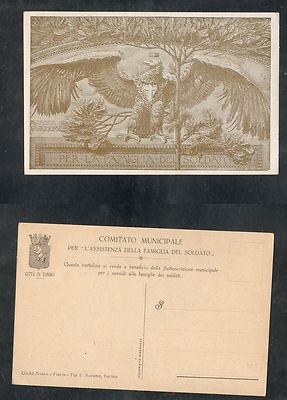 PER·LA·FAMIGLIA·DEL·SOLDATO
COMITATO MUNICIPALE
PER "L'ASSISTENZA DELLA FAMIGLIA DEL SOLDATO"
Questa cartolina si vende a beneficio della Sottoscrizione municipale
per i sussidi alle famiglie dei soldati.
CITTÀ DI TORINO
S